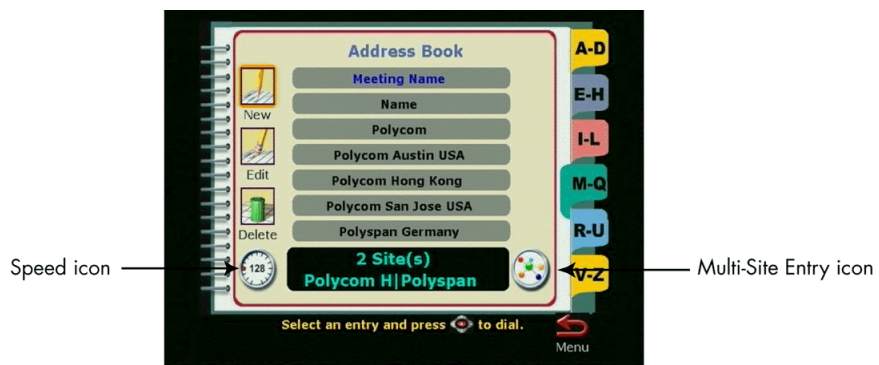 Address Book
Meeting Name
Name
Polycom
Polycom Austin USA
Polycom Hong Kong
Polycom San Jose USA
Polyspan Germany
New
Edit
Delete
128
2 Site(s)
Polycom H|Polyspan
A-D
E-H
I-L
M-Q
R-U
V-Z
Speed icon
Multi-Site Entry icon
Select an entry and press to dial.
Menu